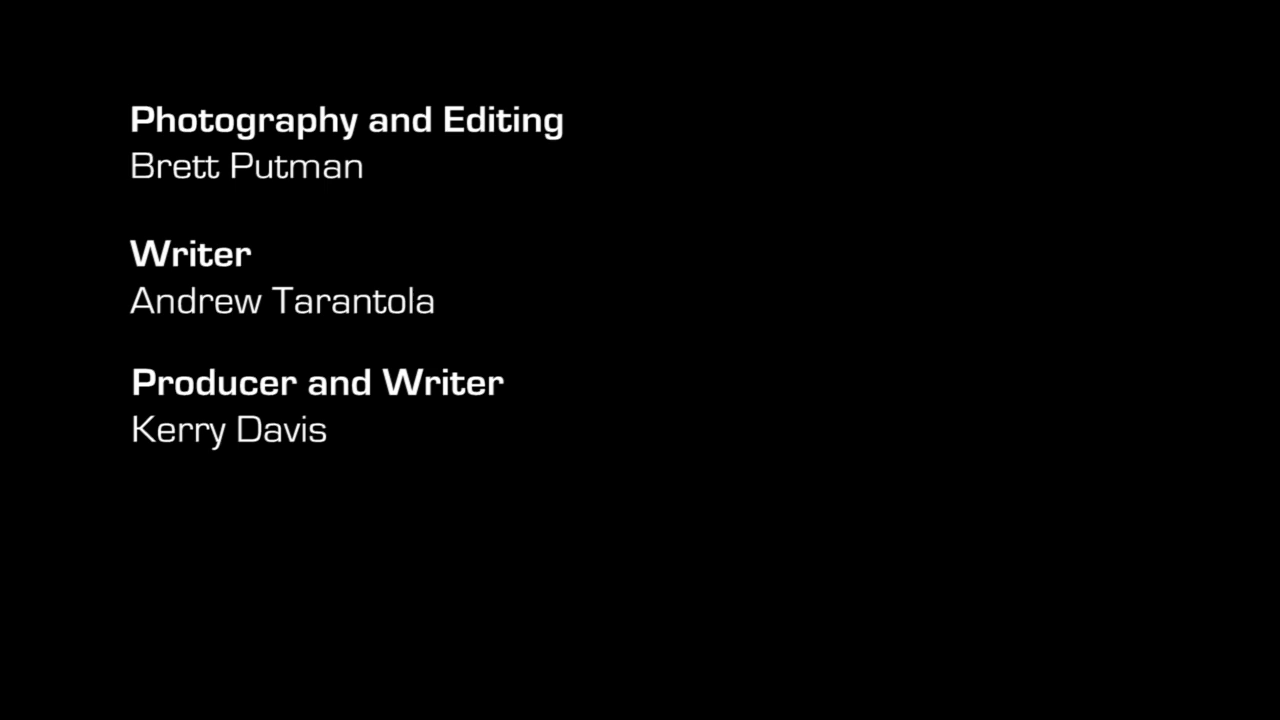 Photography and Editing
Brett Putman
Writer
Andrew Tarantola
Producer and Writer
Kerry Davis